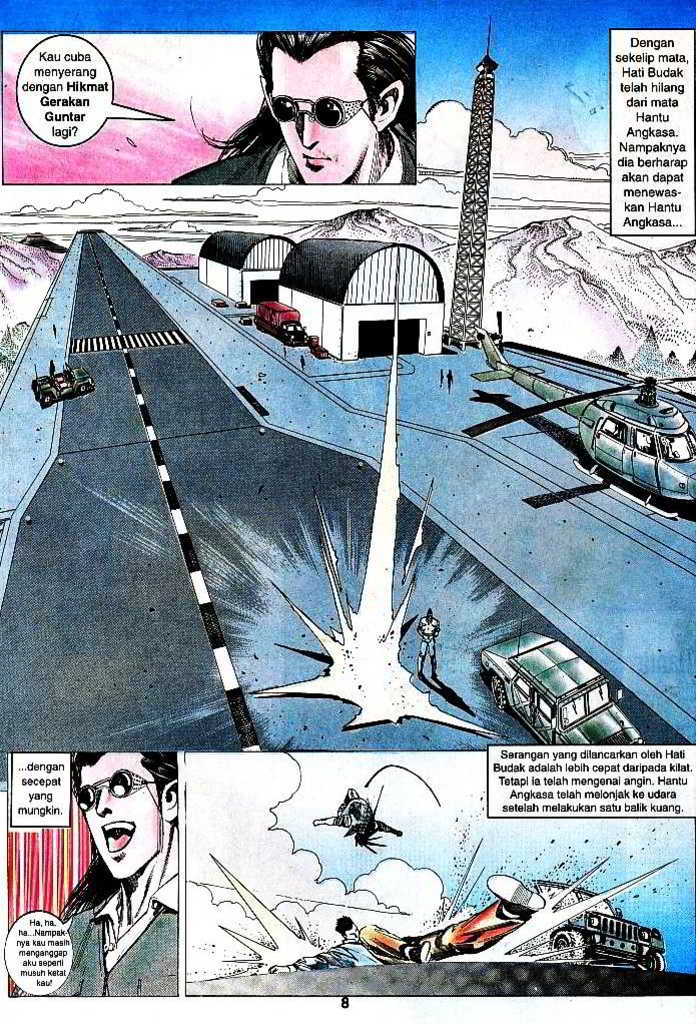 Kau cuba
menyerang
dengan Hikmat
Gerakan
Guntar
lagi?
Dengan
sekelip mata,
Hati Budak
telah hilang
dari mata
Hantu
Angkasa.
Nampaknya
dia berharap
akan dapat
menewas-
kan Hantu
Angkasa...
...dengan
secepat
yang
mungkin.
Ha, ha,
ha...Nampak-
nya kau masih
menganggap
aku seperti
musuh ketat
kau!
Serangan yang dilancarkan oleh Hati
Budak adalah lebih cepat daripada kilat.
Tetapi ia telah mengenai angin. Hantu
Angkasa telah melonjak ke udara
setelah melakukan satu balik kuang.
8